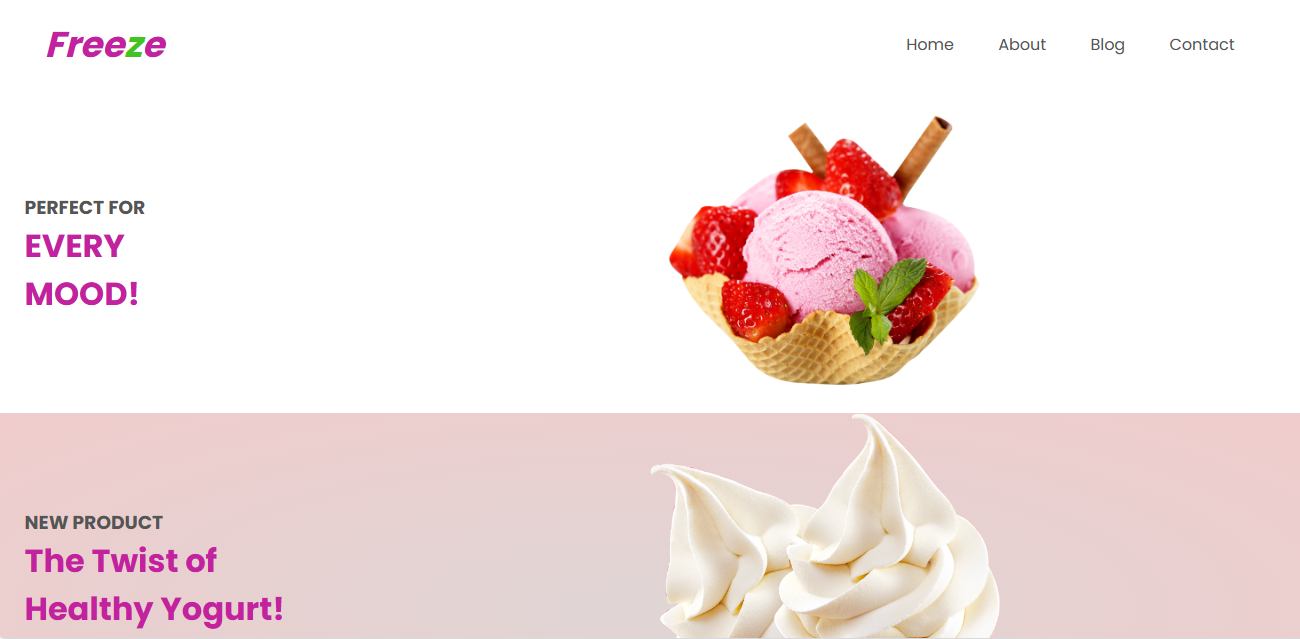 Freeze
Home About Blog Contact
PERFECT FOR
EVERY
MOOD!
NEW PRODUCT
The Twist of
Healthy Yogurt!